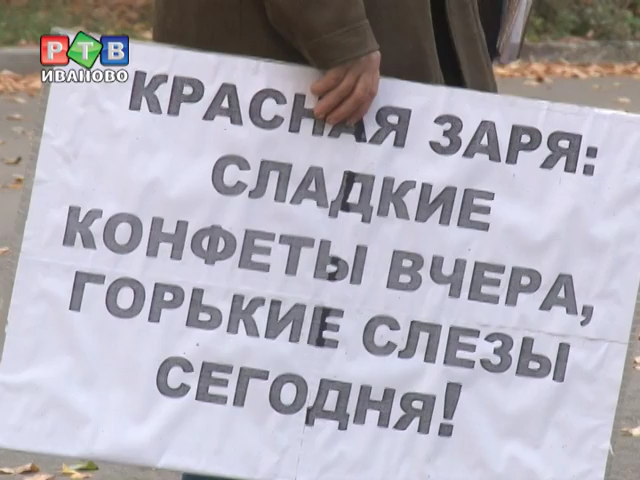 РТВ
ИВАНОВО
КРАСНАЯ ЗАРЯ:
СЛАДКИЕ
КОНФЕТЫ ВЧЕРА,
ГОРЬКИЕ СЛЕЗЫ
СЕГОДНЯ!